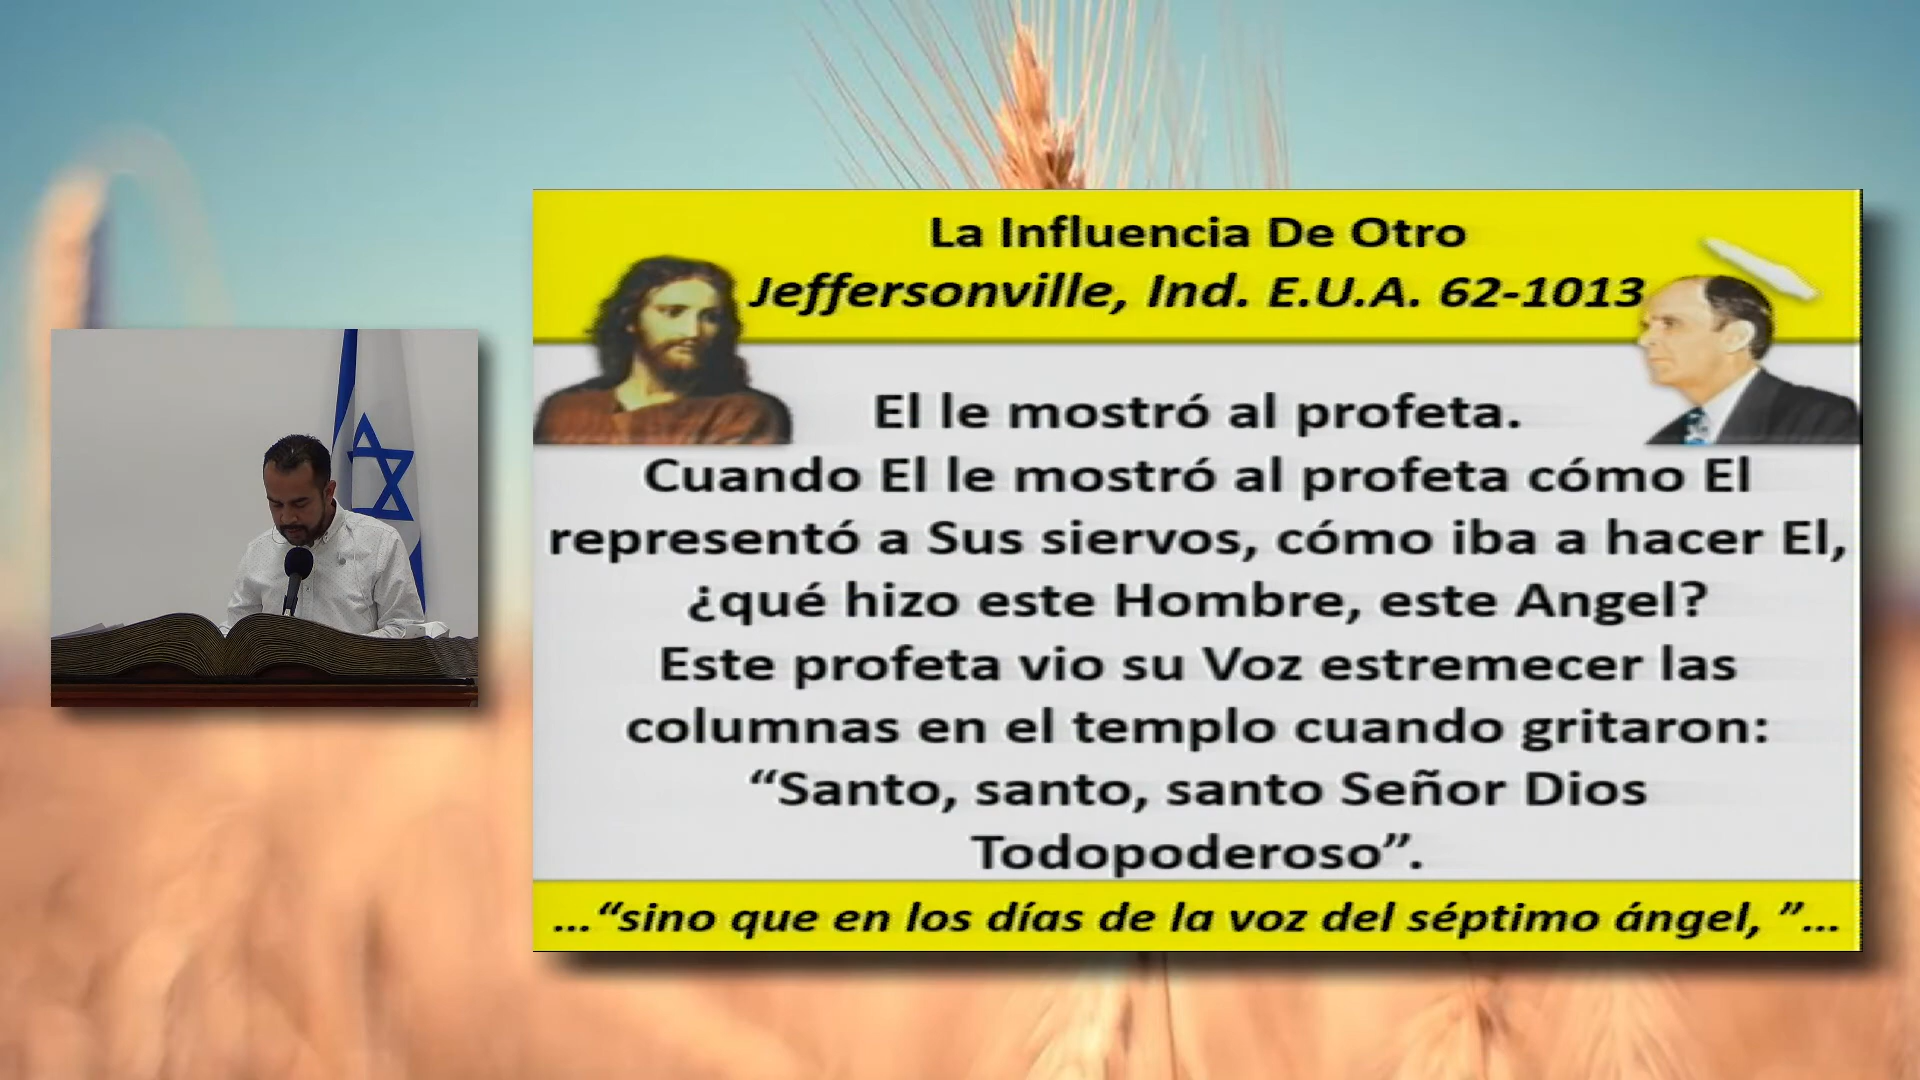 La Influencia De Otro
Jeffersonville, Ind. E.U.A. 62-1013
El le mostró al profeta.
Cuando El le mostró al profeta cómo El
representó a Sus siervos, cómo iba a hacer El,
¿qué hizo este Hombre, este Angel?
Este profeta vio su Voz estremecer las
columnas en el templo cuando gritaron:
“Santo, santo, santo Señor Dios
Todopoderoso”.
...“sino que en los días de la voz del séptimo ángel, ”...